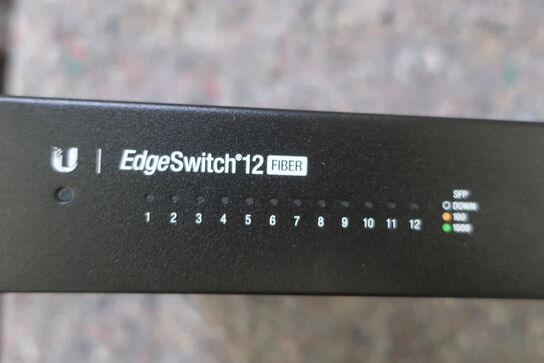 U EdgeSwitch®12 FIBER
1 2 3 4 5 6 7 8 9 10 11 12
SFP
DOWN
100
1000